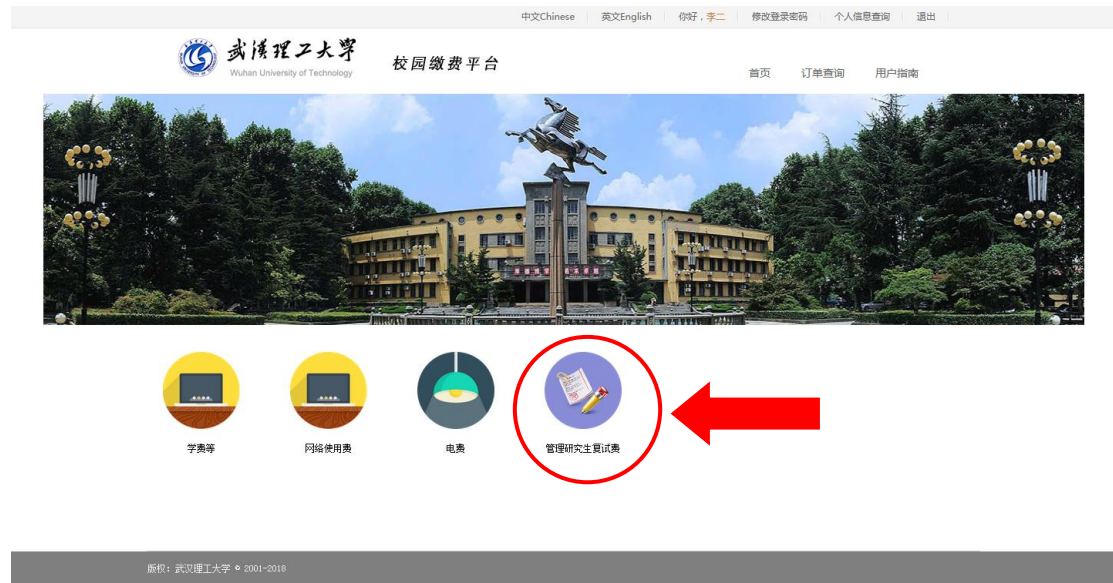 中文Chinese 英文English 你好，李二 修改登录密码 个人信息查询 退出
武汉理工大学
Wuhan University of Technology
校园缴费平台
首页 订单查询 用户指南
学费等 网络使用费 电费 管理研究生复试费
版权：武汉理工大学 © 2001-2018